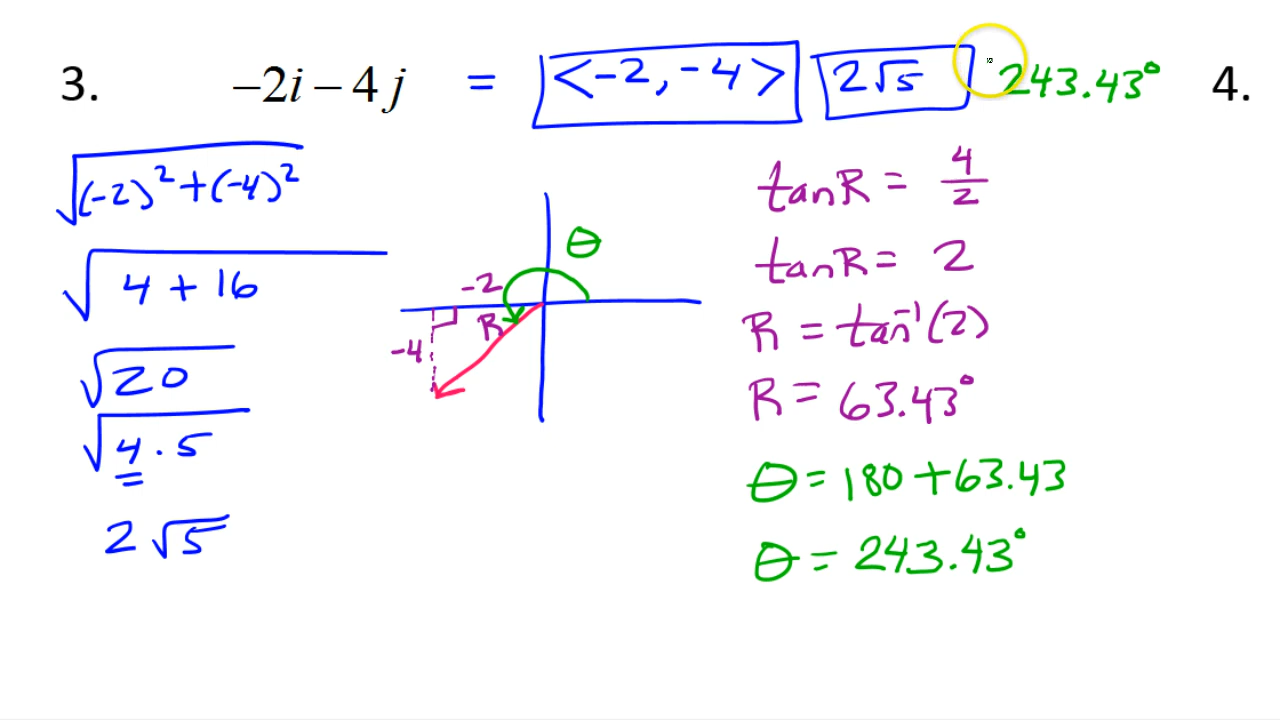 3. −2i − 4j = <-2, -4> 2√5 243.43° 4.
√(-2)² + (-4)²
√4 + 16
√20
√4 · 5
2√5
θ
-2
R
-4
tanR = 4/2
tanR = 2
R = tan⁻¹(2)
R = 63.43°
θ = 180 + 63.43
θ = 243.43°